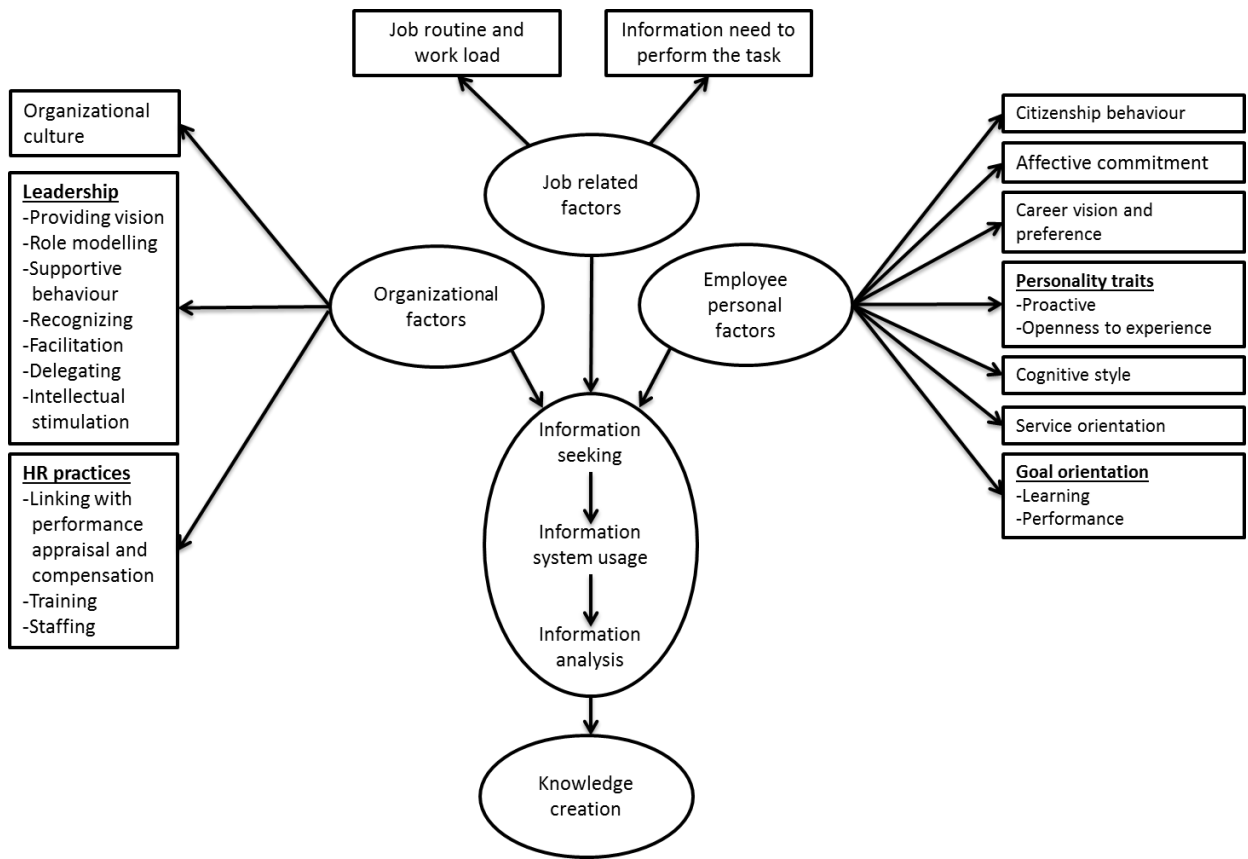 Job routine and
work load
Information need to
perform the task
Organizational
culture
Leadership
-Providing vision
-Role modelling
-Supportive
behaviour
-Recognizing
-Facilitation
-Delegating
-Intellectual
stimulation
HR practices
-Linking with
performance
appraisal and
compensation
-Training
-Staffing
Job related
factors
Organizational
factors
Employee
personal factors
Citizenship behaviour
Affective commitment
Career vision and
preference
Personality traits
-Proactive
-Openness to experience
Cognitive style
Service orientation
Goal orientation
-Learning
-Performance
Information
seeking
Information
system usage
Information
analysis
Knowledge
creation